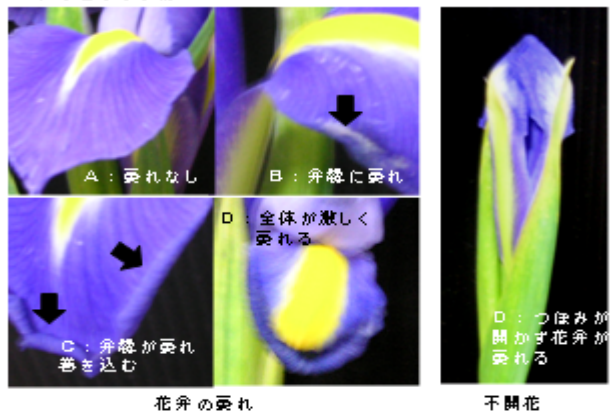 A：萎れなし
B：弁縁に萎れ
C：弁縁が萎れ
巻き込む
D：全体が激しく
萎れる
D：つぼみが
開かず花弁が
萎れる
花弁の萎れ
不開花